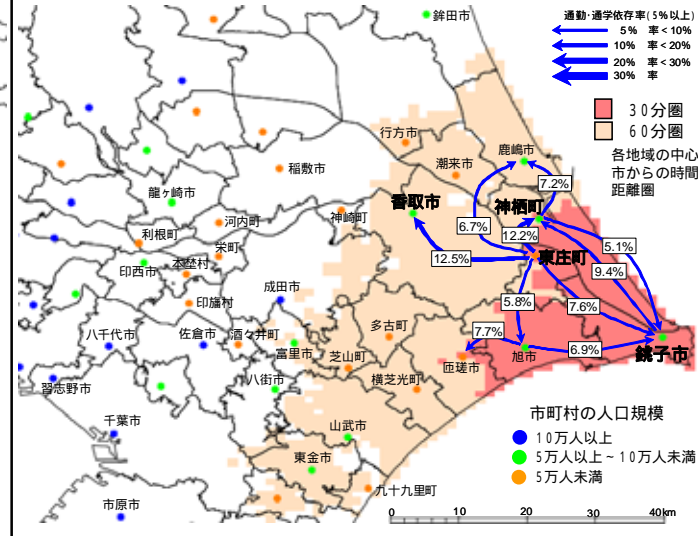 通勤・通学依存率(5%以上)
5% 率<10%
10% 率<20%
20% 率<30%
30% 率
30分圏
60分圏
各地域の中心
市からの時間
距離圏
鉾田市
行方市
鹿嶋市
潮来市
稲敷市
香取市
神栖町
7.2%
龍ヶ崎市
神崎町
河内町
6.7%
12.2%
5.1%
利根町
栄町
東庄町
12.5%
9.4%
印西市
本埜村
成田市
印旛村
5.8%
7.6%
八千代市
佐倉市
酒々井町
多古町
7.7%
富里市
芝山町
匝瑳市
旭市
6.9%
銚子市
習志野市
八街市
横芝光町
千葉市
山武市
東金市
九十九里町
市原市
市町村の人口規模
10万人以上
5万人以上~10万人未満
5万人未満
0 10 20 30 40km